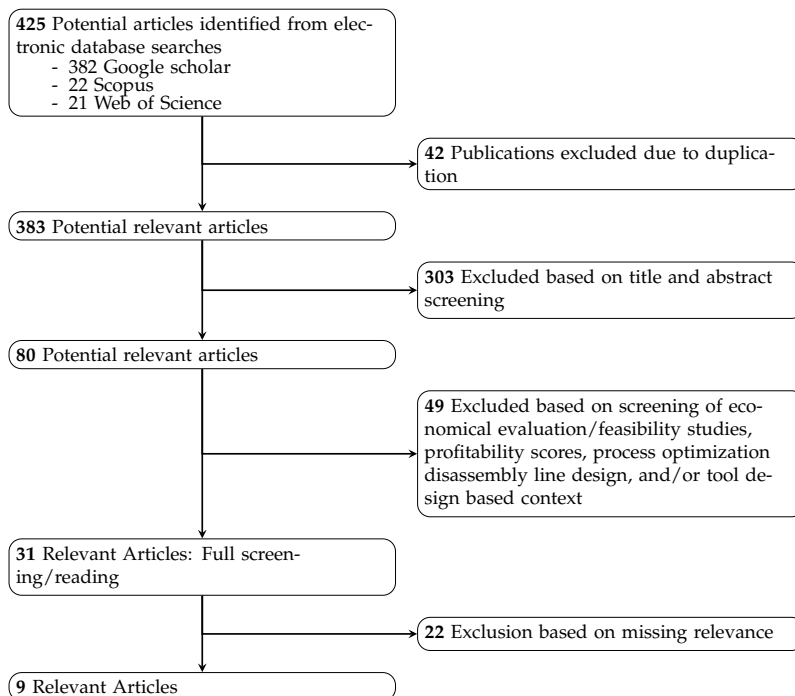 425 Potential articles identified from elec-
tronic database searches
- 382 Google scholar
- 22 Scopus
- 21 Web of Science
42 Publications excluded due to duplica-
tion
383 Potential relevant articles
303 Excluded based on title and abstract
screening
80 Potential relevant articles
49 Excluded based on screening of eco-
nomical evaluation/feasibility studies,
profitability scores, process optimization
disassembly line design, and/or tool de-
sign based context
31 Relevant Articles: Full screen-
ing/reading
22 Exclusion based on missing relevance
9 Relevant Articles